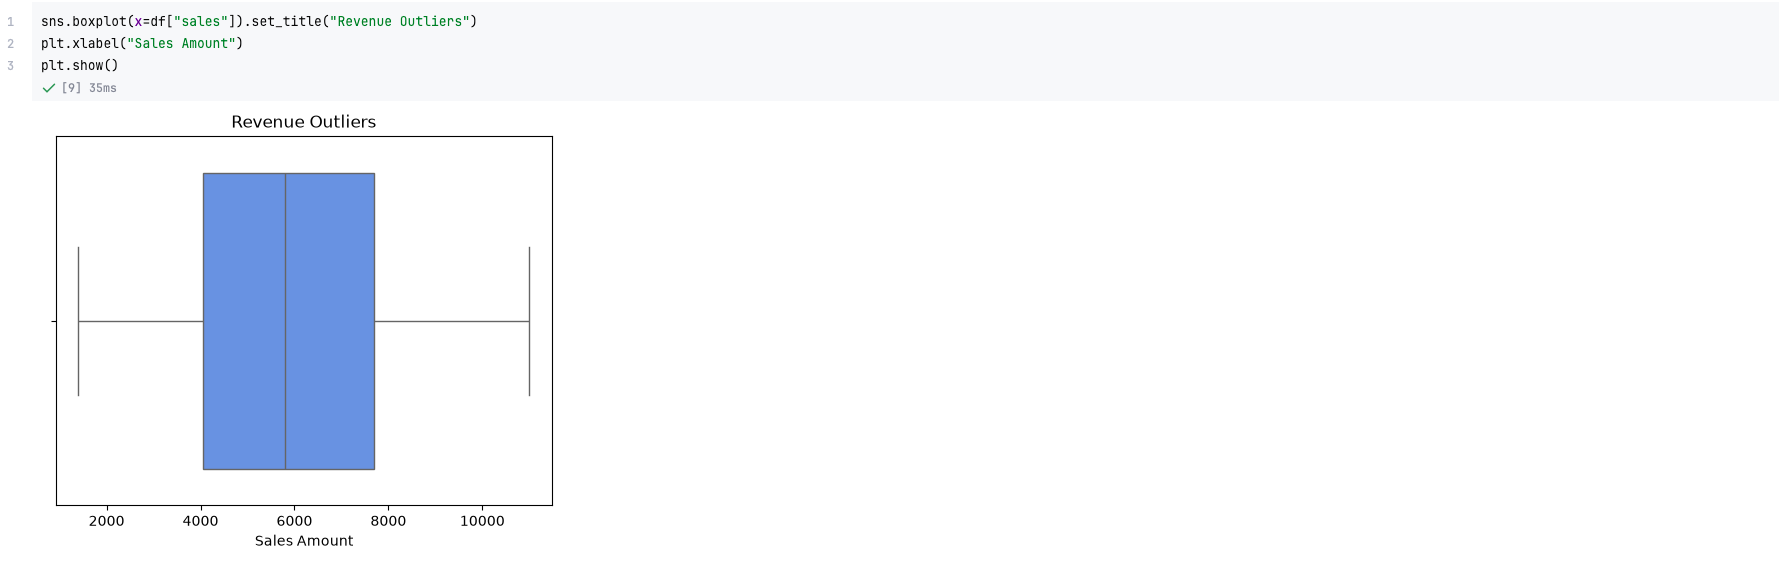 1 sns.boxplot(x=df["sales"]).set_title("Revenue Outliers")
2 plt.xlabel("Sales Amount")
3 plt.show()
[9] 35ms
Revenue Outliers
2000 4000 6000 8000 10000
Sales Amount